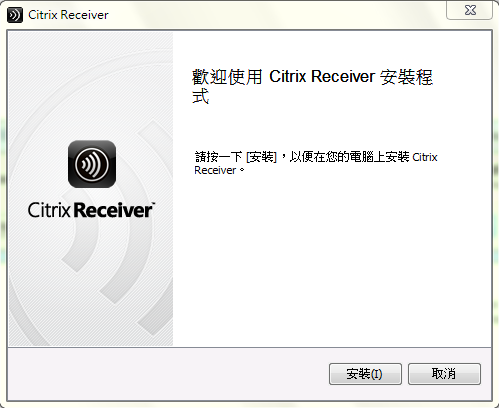 Citrix Receiver
歡迎使用 Citrix Receiver 安裝程
式
請按一下 [安裝]，以便在您的電腦上安裝 Citrix
Receiver。
Citrix Receiver™
安裝(I)
取消